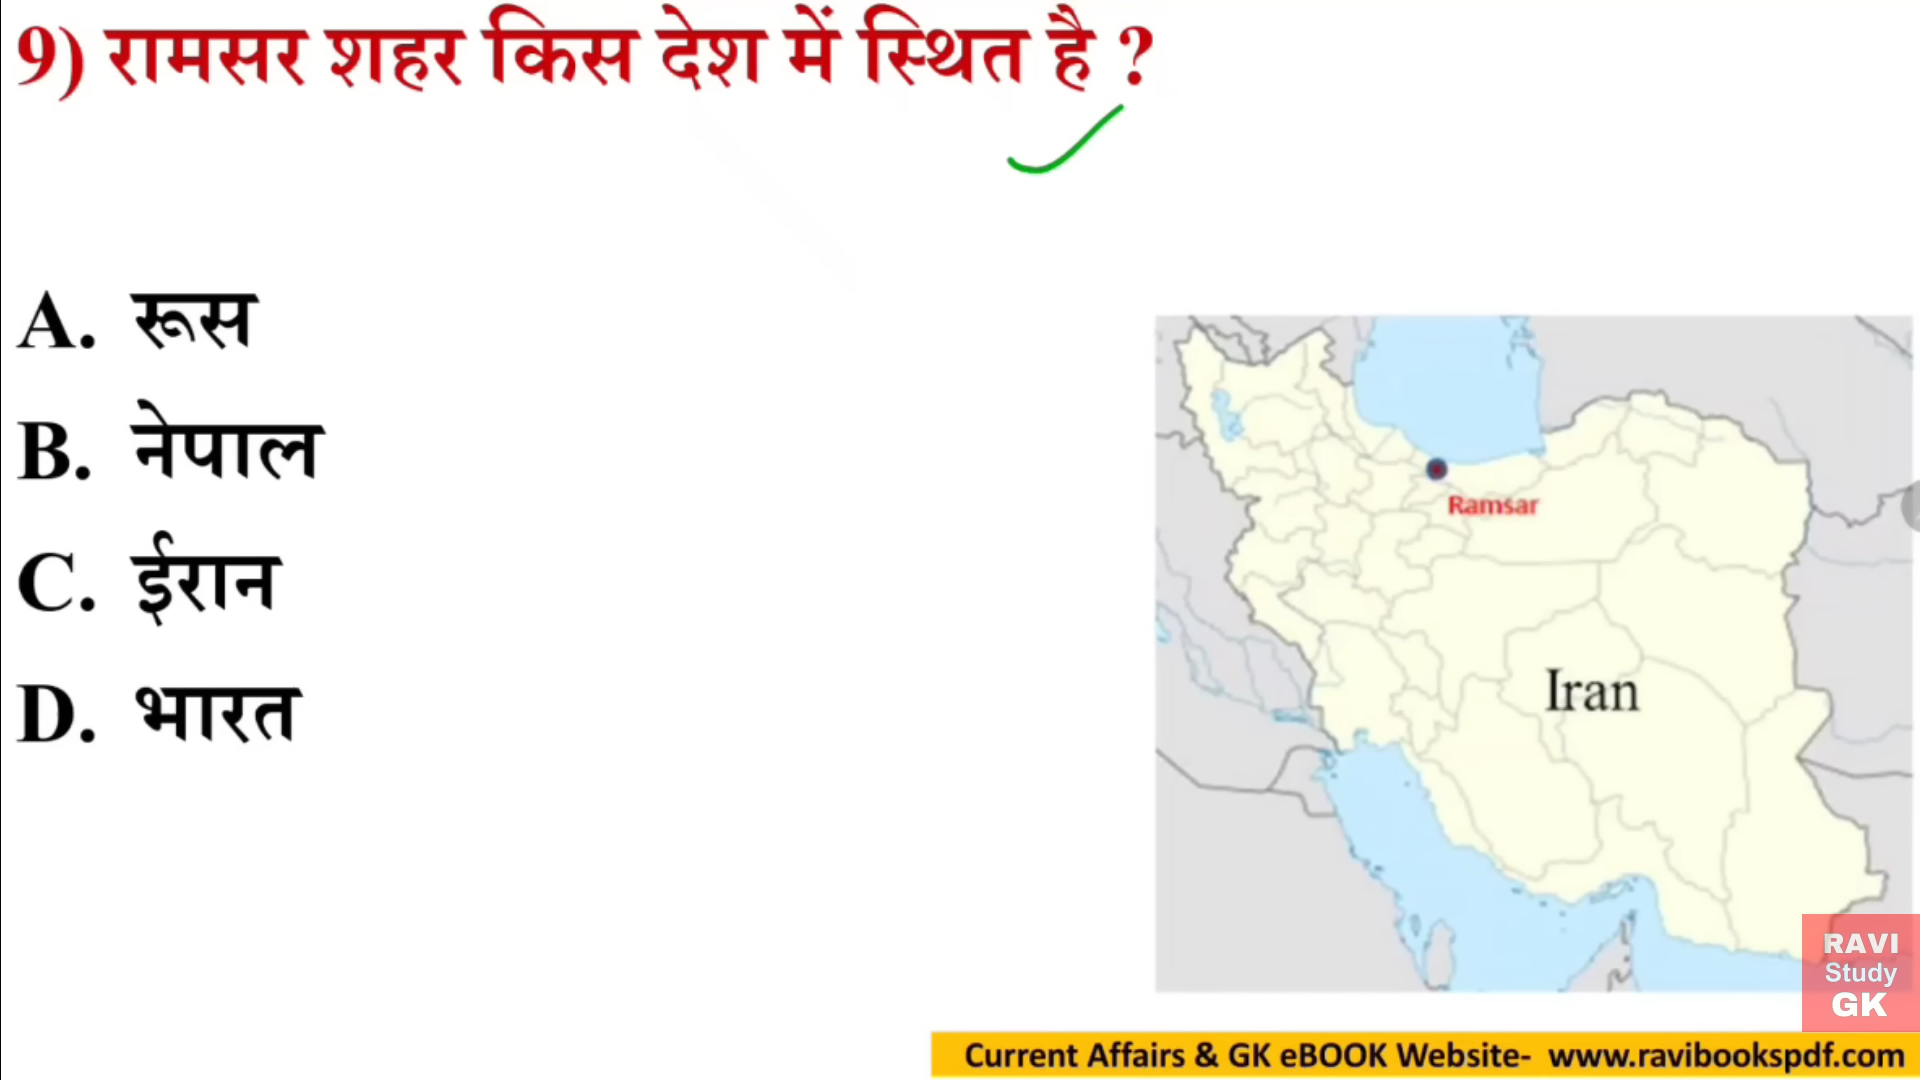 9) रामसर शहर किस देश में स्थित है ?
A. रूस
B. नेपाल
C. ईरान
D. भारत
Ramsar
Iran
RAVI
Study
GK
Current Affairs & GK eBOOK Website- www.ravibookspdf.com